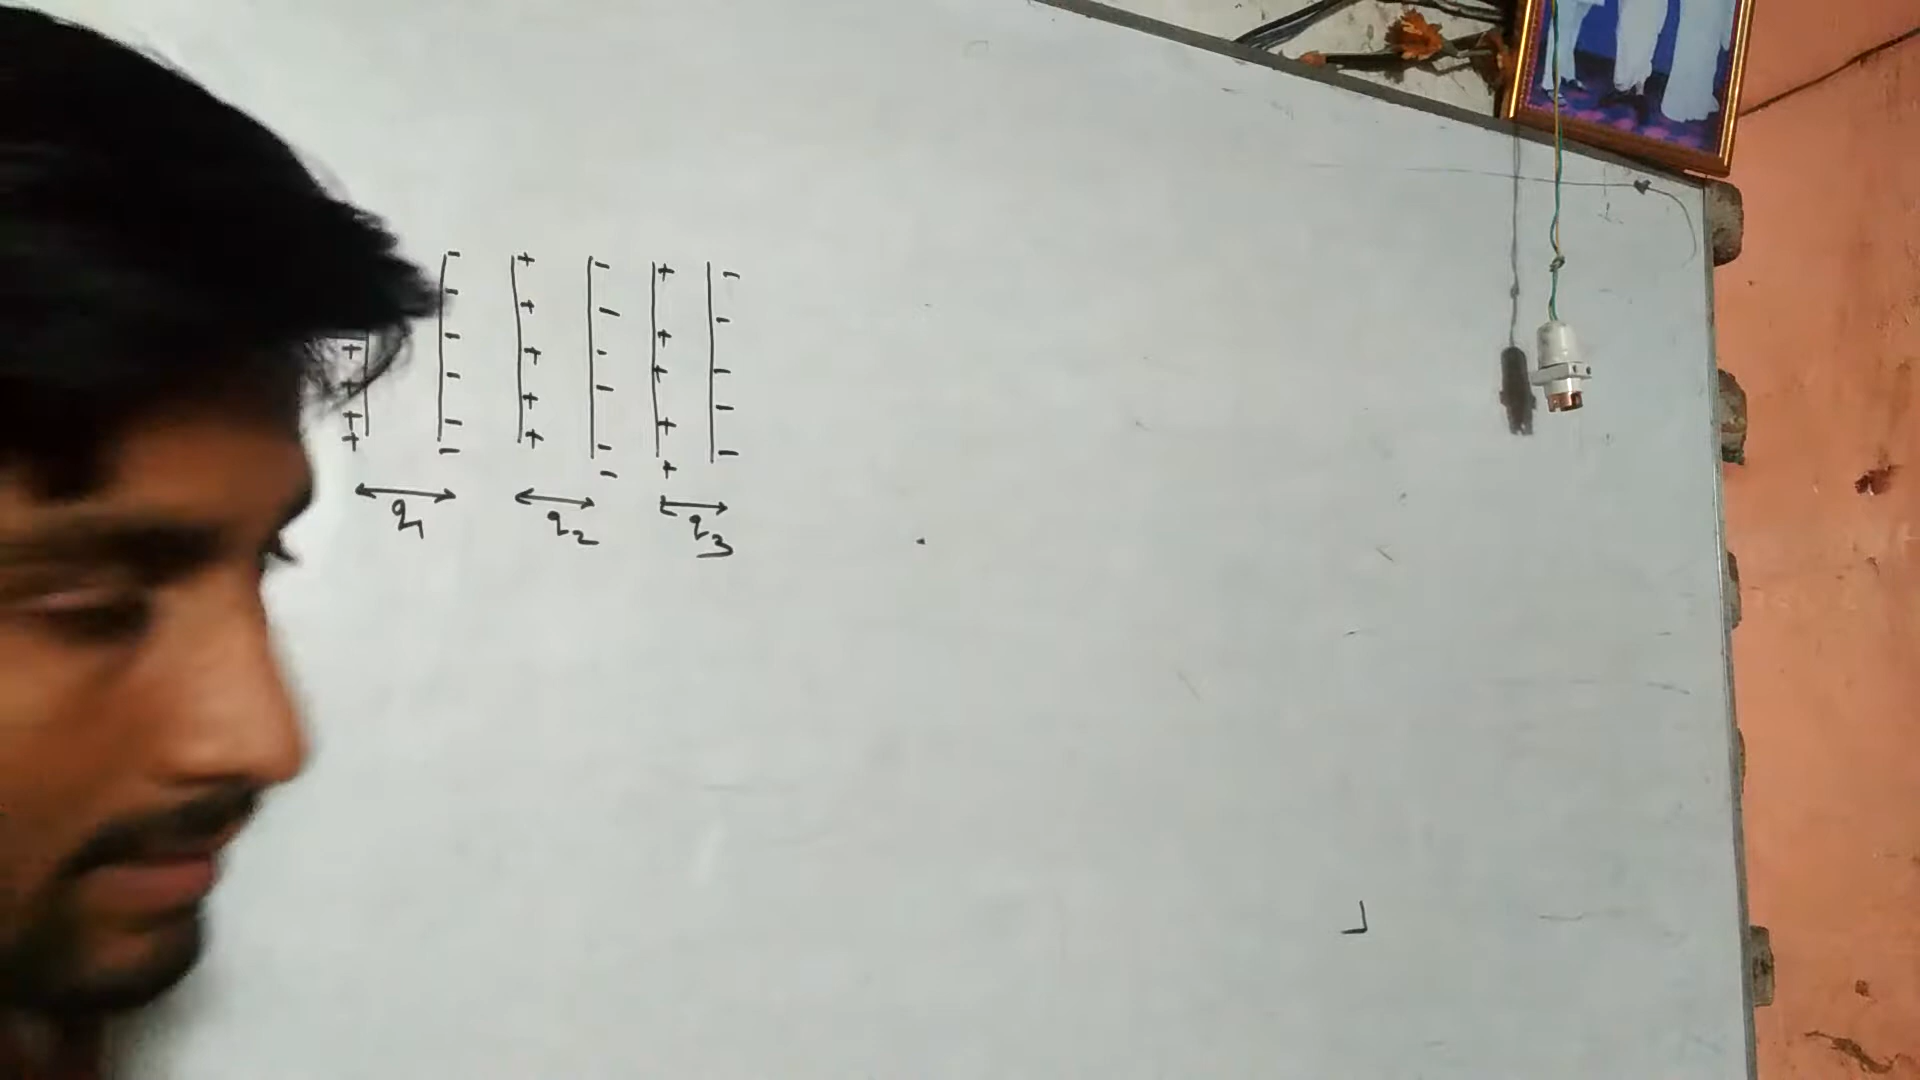 - + - + -
- + - + -
+ - + - + -
+ - + - + -
+ - + - + -
+ - - +
q1 q2 q3